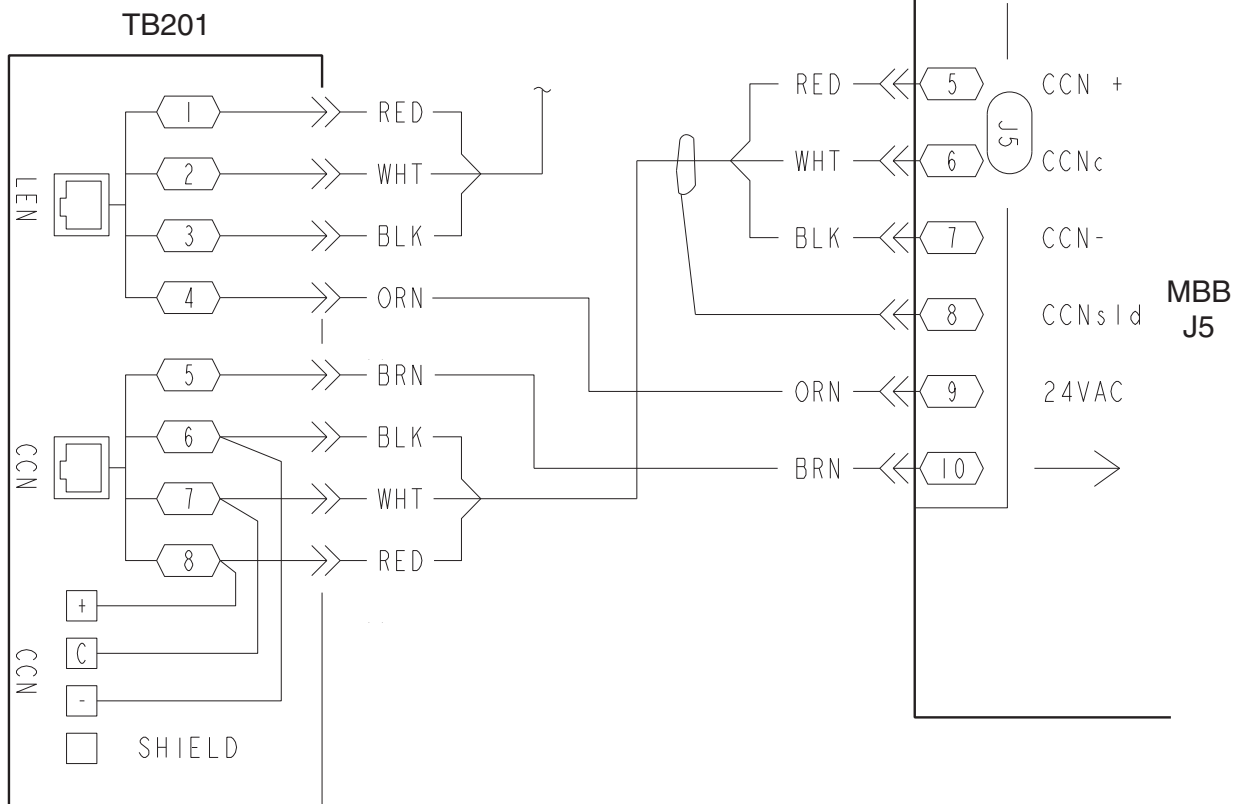 TB201
LEN
1 RED
2 WHT
3 BLK
4 ORN
CCN
5 BRN
6 BLK
7 WHT
8 RED
CCN
+
C
-
SHIELD
RED 5 CCN +
WHT 6 CCNc
BLK 7 CCN-
8 CCNsld
ORN 9 24VAC
BRN 10
J5
MBB
J5